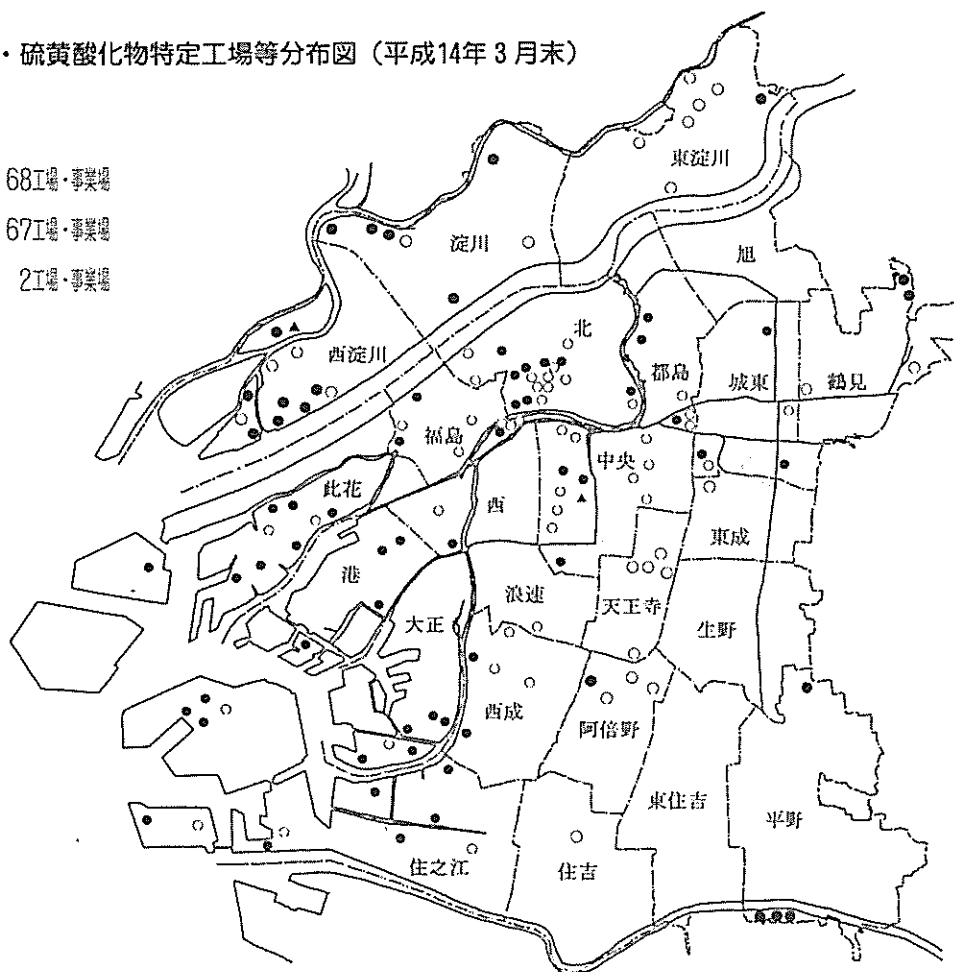 ・硫黄酸化物特定工場等分布図（平成14年3月末）
68工場・事業場
67工場・事業場
2工場・事業場
東淀川
淀川
旭
北
西淀川
都島
城東
鶴見
福島
中央
此花
西
東成
港
浪速
天王寺
大正
生野
西成
阿倍野
東住吉
平野
住之江
住吉